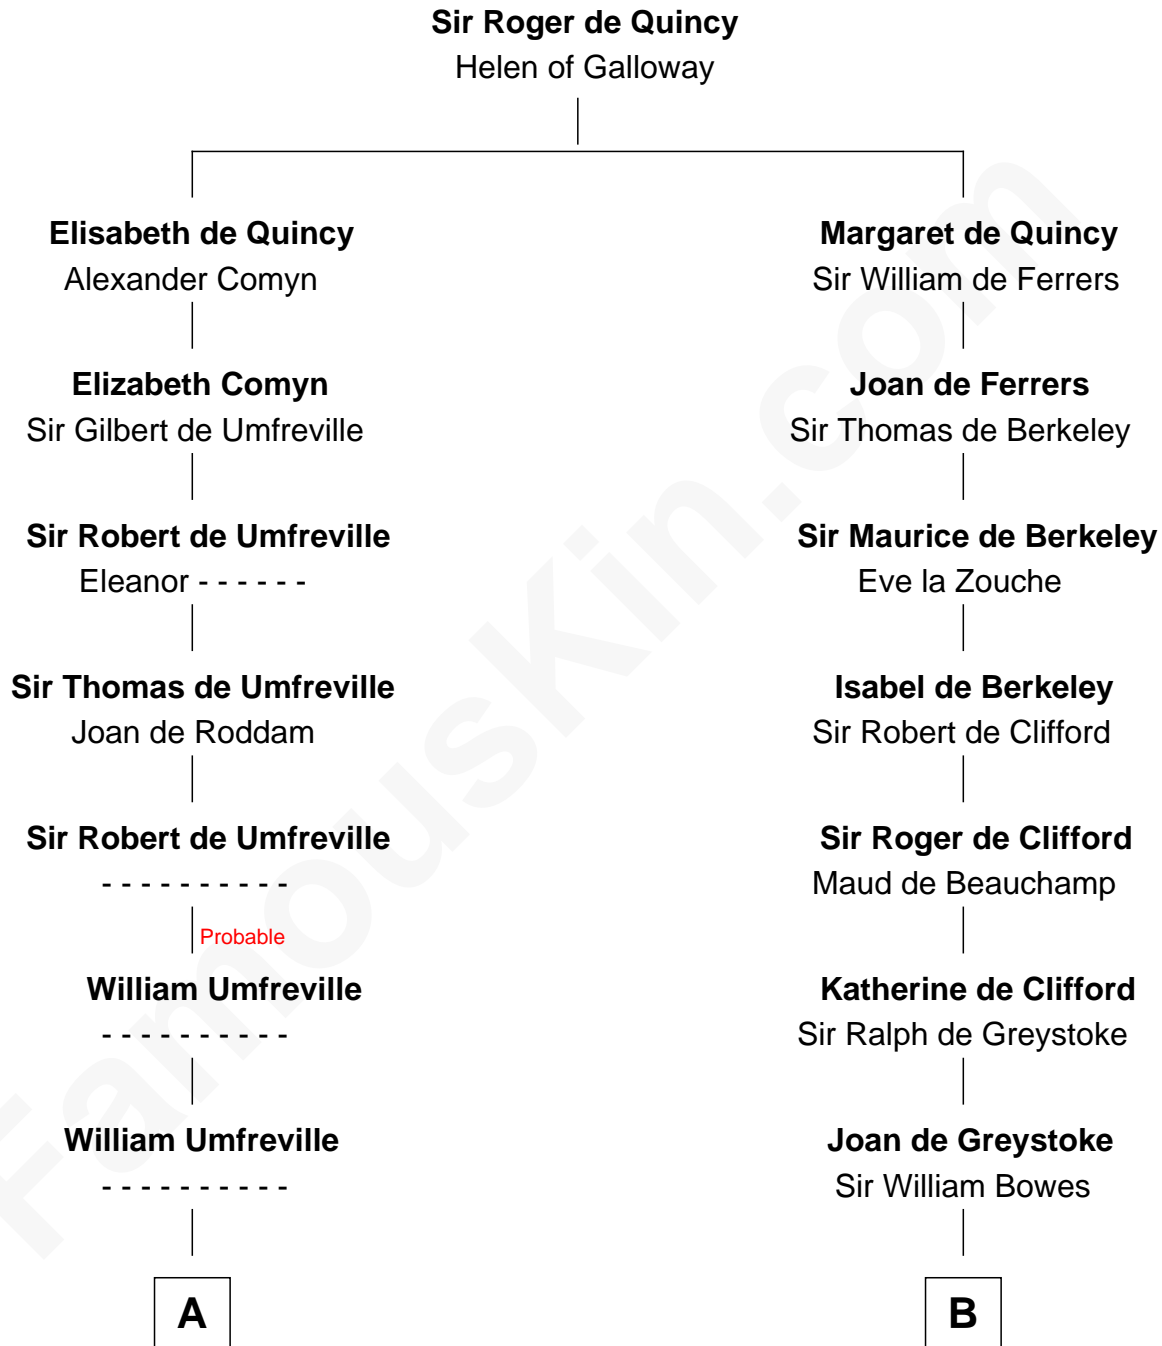 Sir Roger de Quincy
Helen of Galloway
Elisabeth de Quincy
Alexander Comyn
Margaret de Quincy
Sir William de Ferrers
Elizabeth Comyn
Sir Gilbert de Umfreville
Joan de Ferrers
Sir Thomas de Berkeley
Sir Robert de Umfreville
Eleanor - - - - - -
Sir Maurice de Berkeley
Eve la Zouche
Sir Thomas de Umfreville
Joan de Roddam
Isabel de Berkeley
Sir Robert de Clifford
Sir Robert de Umfreville
- - - - - - - - - -
Probable
Sir Roger de Clifford
Maud de Beauchamp
William Umfreville
- - - - - - - - - -
Katherine de Clifford
Sir Ralph de Greystoke
William Umfreville
- - - - - - - - - -
Joan de Greystoke
Sir William Bowes
A
B
FamousKin.com